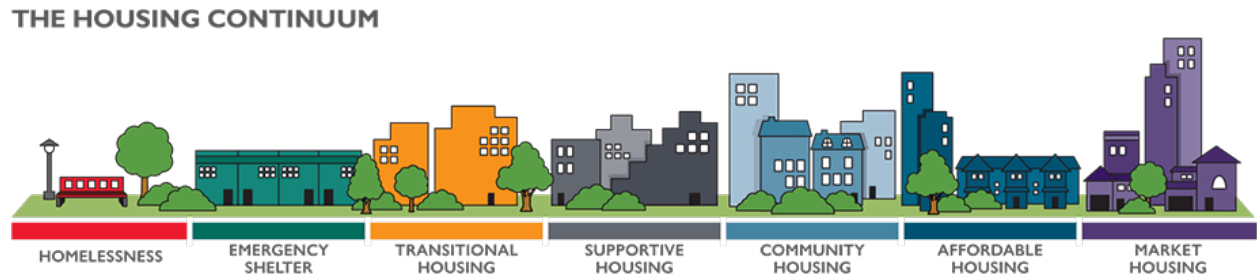 THE HOUSING CONTINUUM
HOMELESSNESS
EMERGENCY
SHELTER
TRANSITIONAL
HOUSING
SUPPORTIVE
HOUSING
COMMUNITY
HOUSING
AFFORDABLE
HOUSING
MARKET
HOUSING